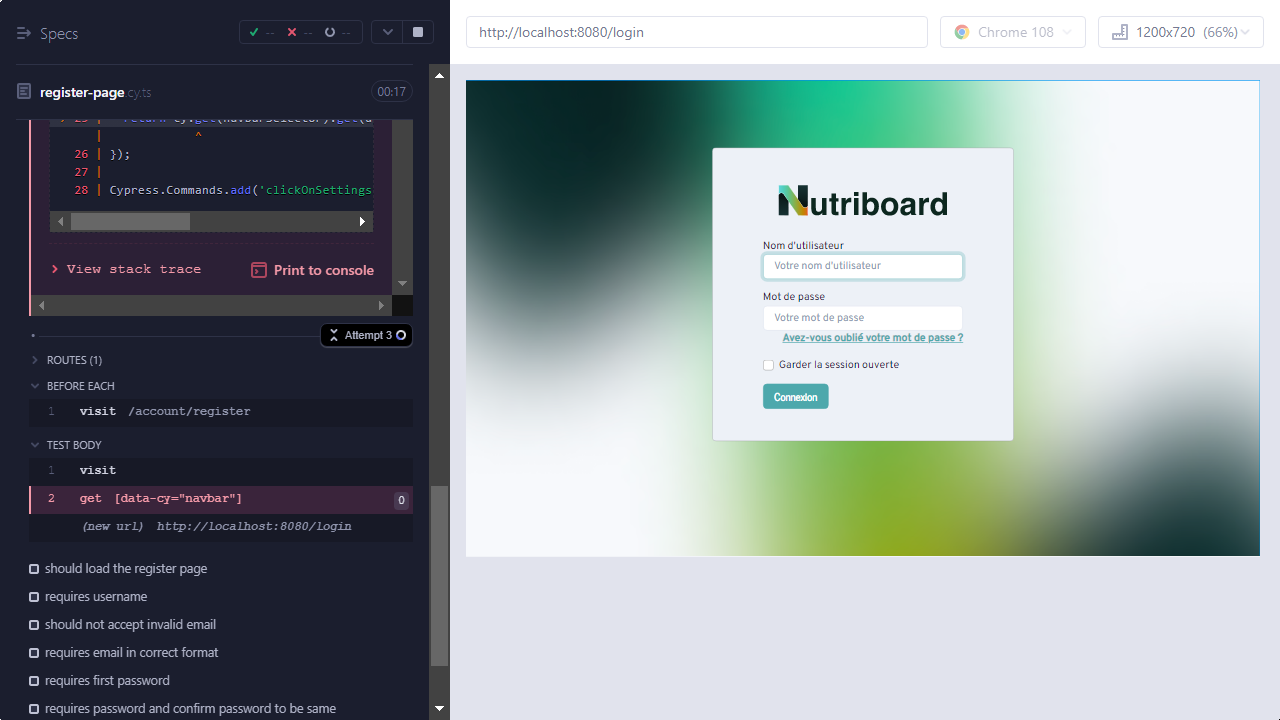 Specs
-- -- --
http://localhost:8080/login
Chrome 108
1200x720 (66%)
register-page.cy.ts
00:17
^
26 | });
27 |
28 | Cypress.Commands.add('clickOnSettings
> View stack trace
Print to console
Attempt 3
ROUTES (1)
BEFORE EACH
1 visit /account/register
TEST BODY
1 visit
2 get [data-cy="navbar"] 0
(new url) http://localhost:8080/login
should load the register page
requires username
should not accept invalid email
requires email in correct format
requires first password
requires password and confirm password to be same
Nutriboard
Nom d'utilisateur
Votre nom d'utilisateur
Mot de passe
Votre mot de passe
Avez-vous oublié votre mot de passe ?
Garder la session ouverte
Connexion